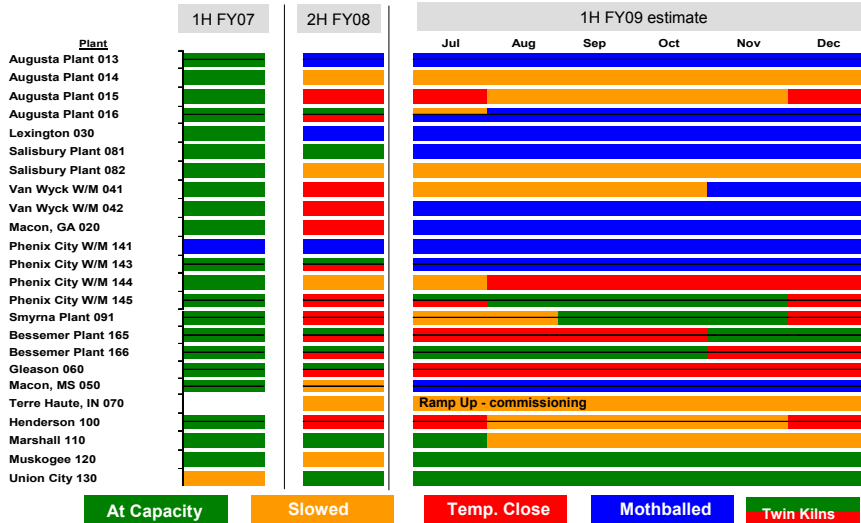 1H FY07 2H FY08 1H FY09 estimate
Plant Jul Aug Sep Oct Nov Dec
Augusta Plant 013
Augusta Plant 014
Augusta Plant 015
Augusta Plant 016
Lexington 030
Salisbury Plant 081
Salisbury Plant 082
Van Wyck W/M 041
Van Wyck W/M 042
Macon, GA 020
Phenix City W/M 141
Phenix City W/M 143
Phenix City W/M 144
Phenix City W/M 145
Smyrna Plant 091
Bessemer Plant 165
Bessemer Plant 166
Gleason 060
Macon, MS 050
Terre Haute, IN 070 Ramp Up - commissioning
Henderson 100
Marshall 110
Muskogee 120
Union City 130
At Capacity Slowed Temp. Close Mothballed Twin Kilns